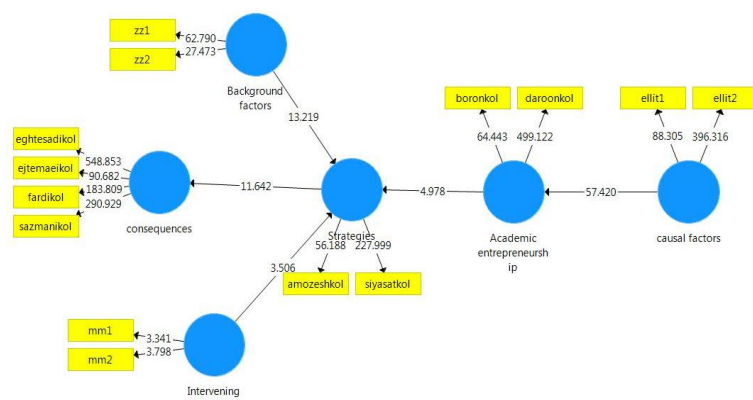 zz1
62.790
zz2
27.473
Background
factors
13.219
boronkol
daroonkol
64.443
499.122
ellit1
ellit2
88.305
396.316
eghtesadikol
548.853
ejtemaeikol
90.682
fardikol
183.809
sazmanikol
290.929
consequences
11.642
Strategies
4.978
Academic
entrepreneursh
ip
57.420
causal factors
56.188
227.999
amozeshkol
siyasatkol
3.506
mm1
3.341
mm2
3.798
Intervening